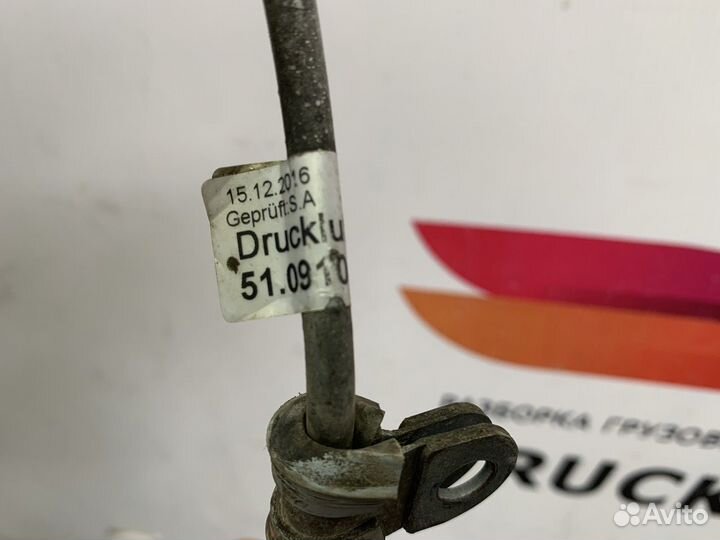 15.12.2016
Geprüft:S.A
Drucklu
51.0910
РАЗБОРКА ГРУЗОВ
RUCK
Avito